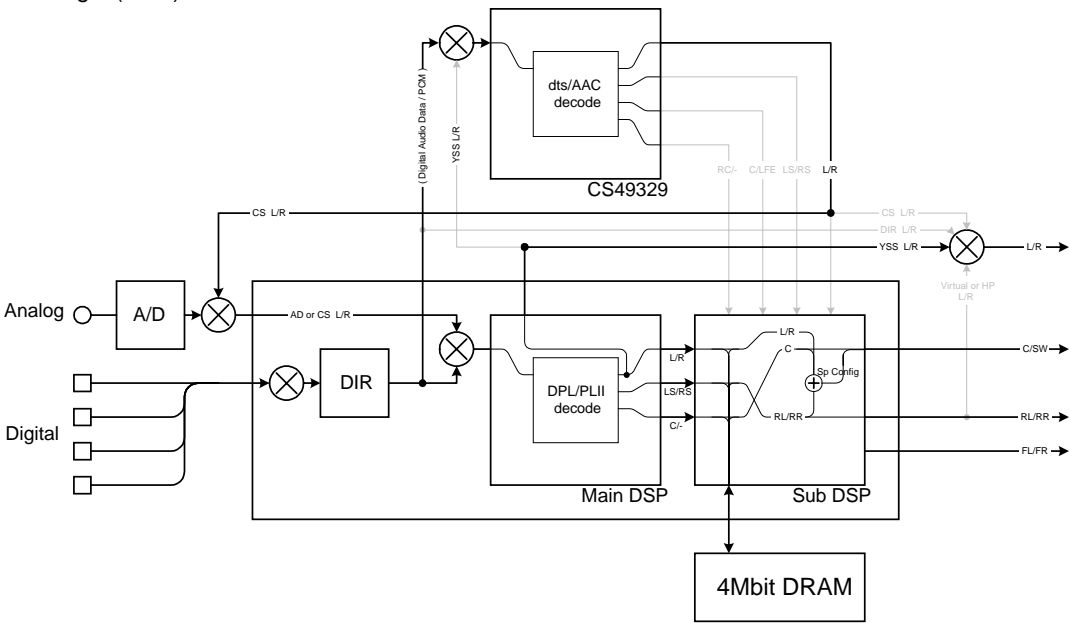 dts/AAC
decode
CS49329
( Digital Audio Data / PCM )
YSS L/R
RC/-
C/LFE
LS/RS
L/R
CS L/R
CS L/R
DIR L/R
YSS L/R
L/R
Virtual or HP
L/R
Analog
A/D
AD or CS L/R
DIR
DPL/PLII
decode
Main DSP
L/R
LS/RS
C/-
L/R
C
Sp Config
RL/RR
Sub DSP
C/SW
RL/RR
FL/FR
Digital
4Mbit DRAM